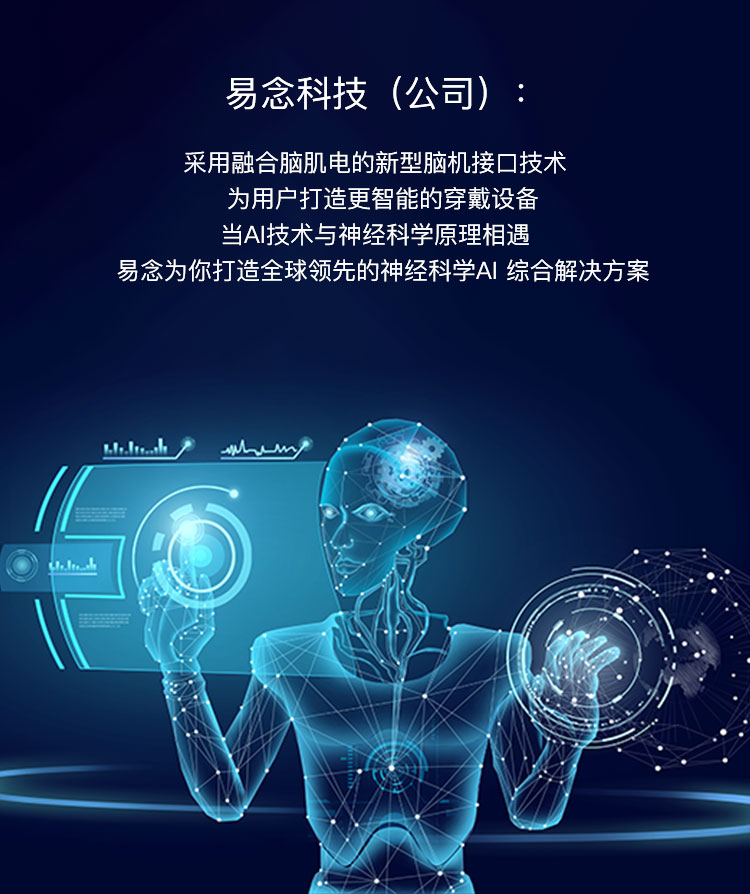 易念科技（公司）：
采用融合脑肌电的新型脑机接口技术
为用户打造更智能的穿戴设备
当AI技术与神经科学原理相遇
易念为你打造全球领先的神经科学AI 综合解决方案